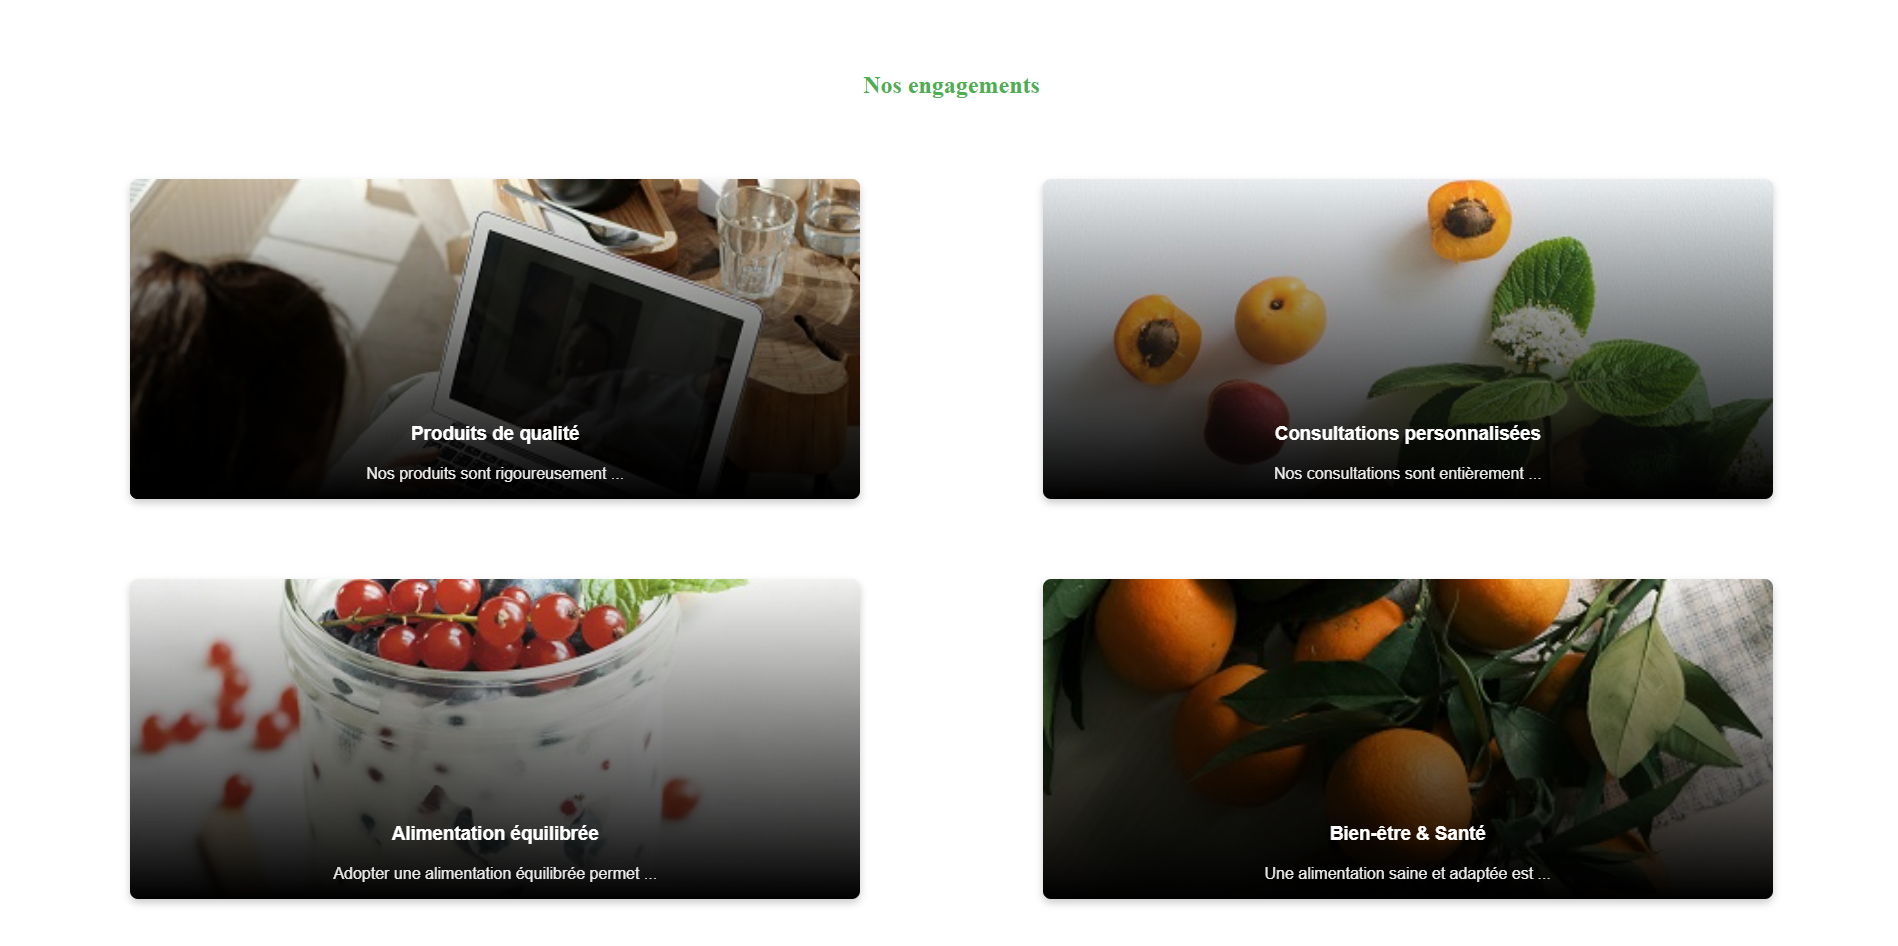 Nos engagements
Produits de qualité
Nos produits sont rigoureusement ...
Consultations personnalisées
Nos consultations sont entièrement ...
Alimentation équilibrée
Adopter une alimentation équilibrée permet ...
Bien-être & Santé
Une alimentation saine et adaptée est ...